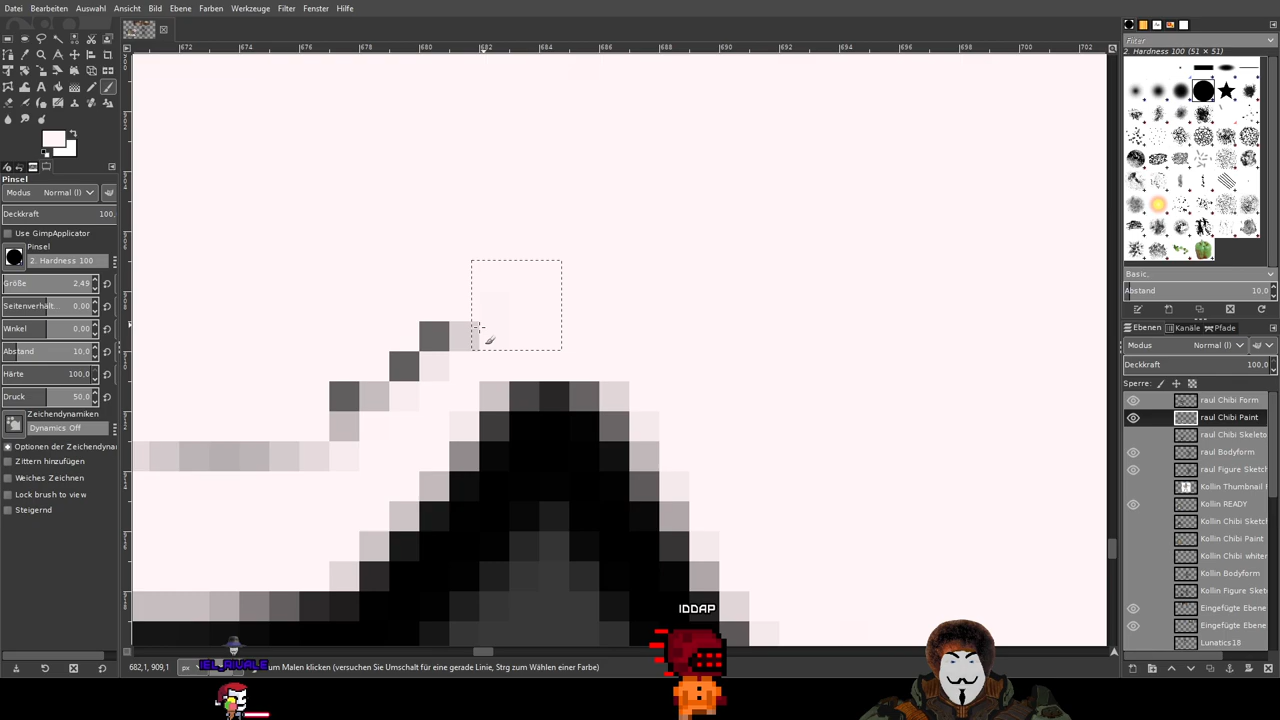 Datei Bearbeiten Auswahl Ansicht Bild Ebene Farben Werkzeuge Filter Fenster Hilfe
672 674 676 678 680 682 684 686 688 690 692 694 696 698 700 702
Filter
2. Hardness 100 (51 × 51)
Pinsel
Modus Normal (l)
Deckkraft 100,
Use GimpApplicator
Pinsel
2. Hardness 100
Größe 2,49
Seitenverhält... 0,00
Winkel 0,00
Abstand 10,0
Härte 100,0
Druck 50,0
Zeichendynamiken
Dynamics Off
Optionen der Zeichendynar
Zittern hinzufügen
Weiches Zeichnen
Lock brush to view
Steigernd
Basic,
Abstand 10,0
Ebenen Kanäle Pfade
Modus Normal (l)
Deckkraft 100,0
Sperre:
raul Chibi Form
raul Chibi Paint
raul Chibi Skeleto
raul Bodyform
raul Figure Sketch
Kollin Thumbnail
Kollin READY
Kollin Chibi Sketch
Kollin Chibi Paint
Kollin Chibi whiter
Kollin Bodyform
Kollin Figure Sket
Eingefügte Ebene
Eingefügte Ebene
Lunatics18
682,1, 909,1 px um Malen klicken (versuchen Sie Umschalt für eine gerade Linie, Strg zum Wählen einer Farbe)
IDDAP